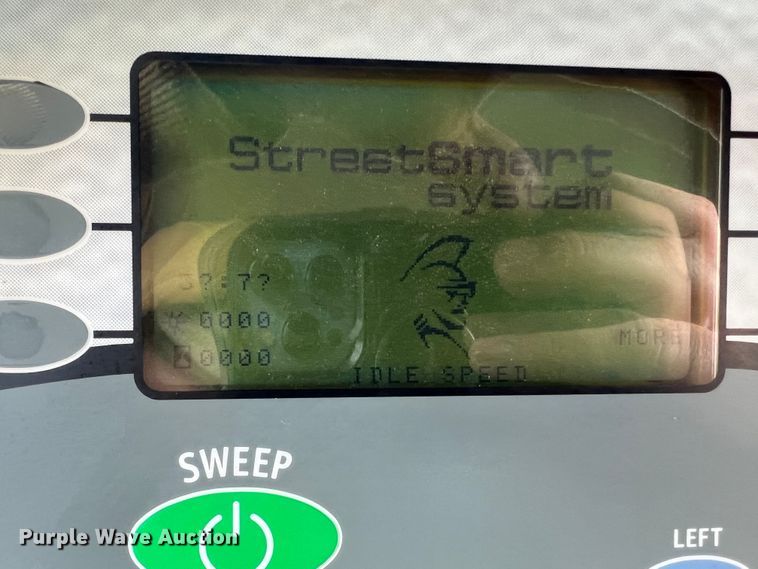 StreetSmart
system
0000
0000
MORE
IDLE SPEED
SWEEP
LEFT
Purple Wave Auction